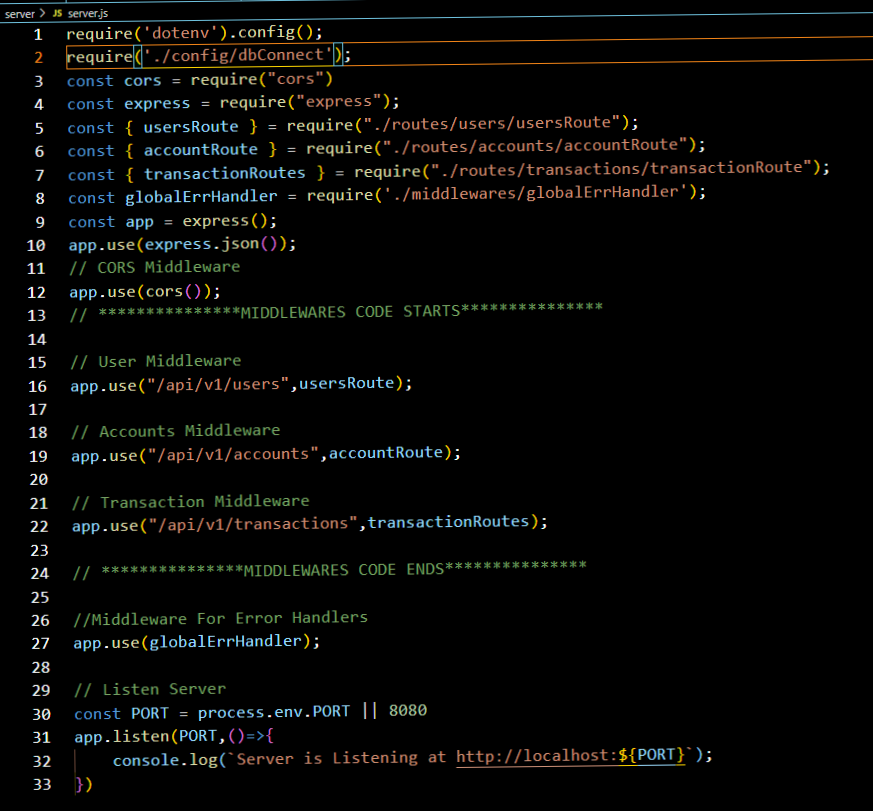 server > JS server.js
1 require('dotenv').config();
2 require('./config/dbConnect');
3 const cors = require("cors")
4 const express = require("express");
5 const { usersRoute } = require("./routes/users/usersRoute");
6 const { accountRoute } = require("./routes/accounts/accountRoute");
7 const { transactionRoutes } = require("./routes/transactions/transactionRoute");
8 const globalErrHandler = require('./middlewares/globalErrHandler');
9 const app = express();
10 app.use(express.json());
11 // CORS Middleware
12 app.use(cors());
13 // ***************MIDDLEWARES CODE STARTS***************
14
15 // User Middleware
16 app.use("/api/v1/users",usersRoute);
17
18 // Accounts Middleware
19 app.use("/api/v1/accounts",accountRoute);
20
21 // Transaction Middleware
22 app.use("/api/v1/transactions",transactionRoutes);
23
24 // ***************MIDDLEWARES CODE ENDS***************
25
26 //Middleware For Error Handlers
27 app.use(globalErrHandler);
28
29 // Listen Server
30 const PORT = process.env.PORT || 8080
31 app.listen(PORT,()=>{
32     console.log(`Server is Listening at http://localhost:${PORT}`);
33 })